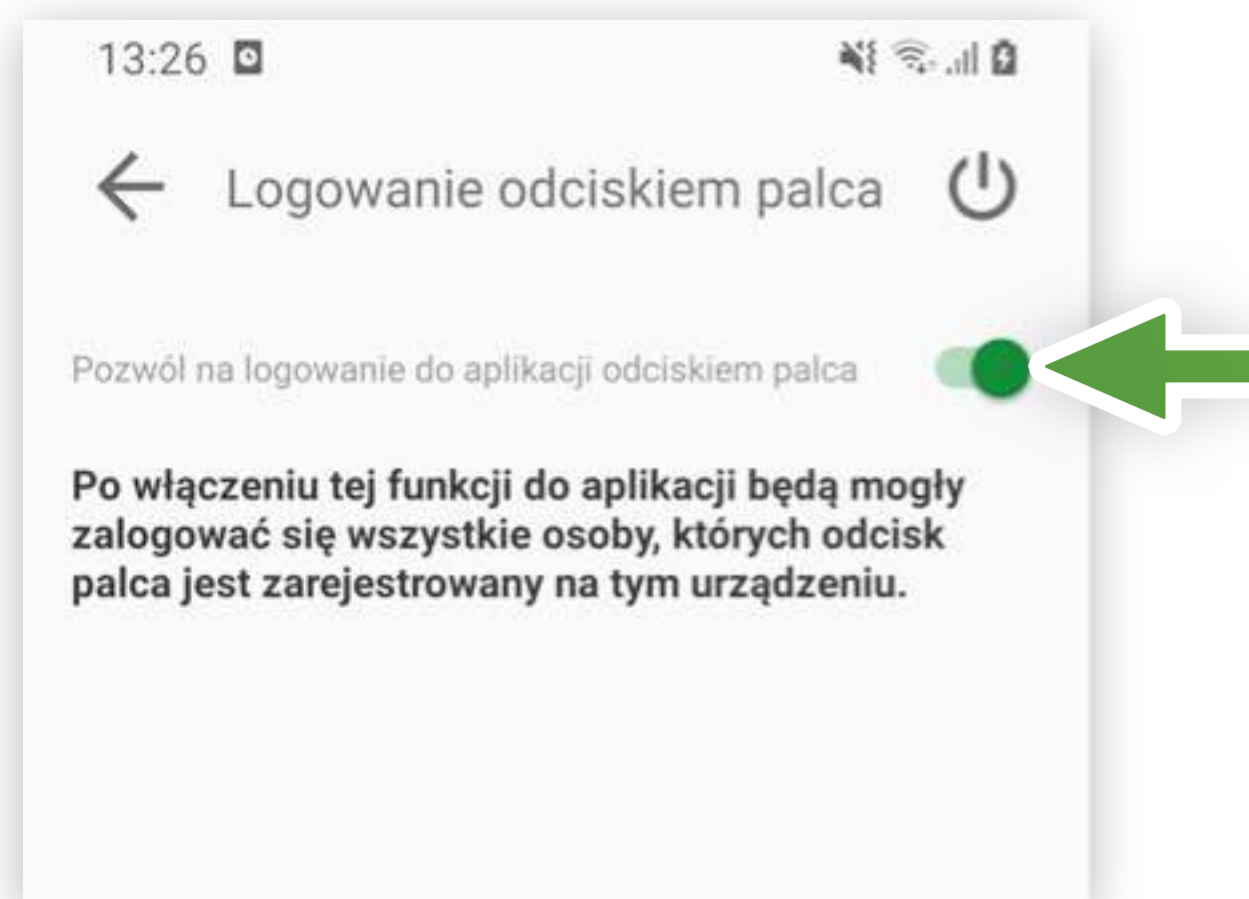 13:26
Logowanie odciskiem palca
Pozwól na logowanie do aplikacji odciskiem palca
Po włączeniu tej funkcji do aplikacji będą mogły
zalogować się wszystkie osoby, których odcisk
palca jest zarejestrowany na tym urządzeniu.